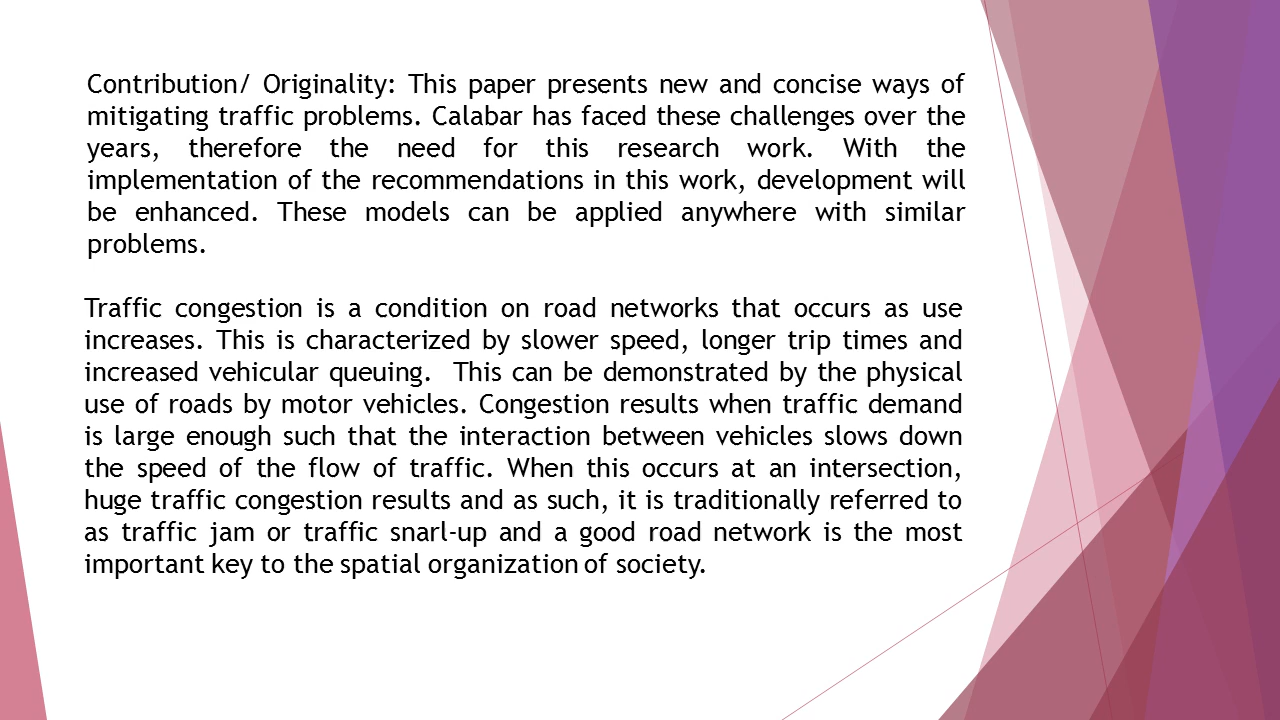 Contribution/ Originality: This paper presents new and concise ways of
mitigating traffic problems. Calabar has faced these challenges over the
years, therefore the need for this research work. With the
implementation of the recommendations in this work, development will
be enhanced. These models can be applied anywhere with similar
problems.
Traffic congestion is a condition on road networks that occurs as use
increases. This is characterized by slower speed, longer trip times and
increased vehicular queuing.  This can be demonstrated by the physical
use of roads by motor vehicles. Congestion results when traffic demand
is large enough such that the interaction between vehicles slows down
the speed of the flow of traffic. When this occurs at an intersection,
huge traffic congestion results and as such, it is traditionally referred to
as traffic jam or traffic snarl-up and a good road network is the most
important key to the spatial organization of society.